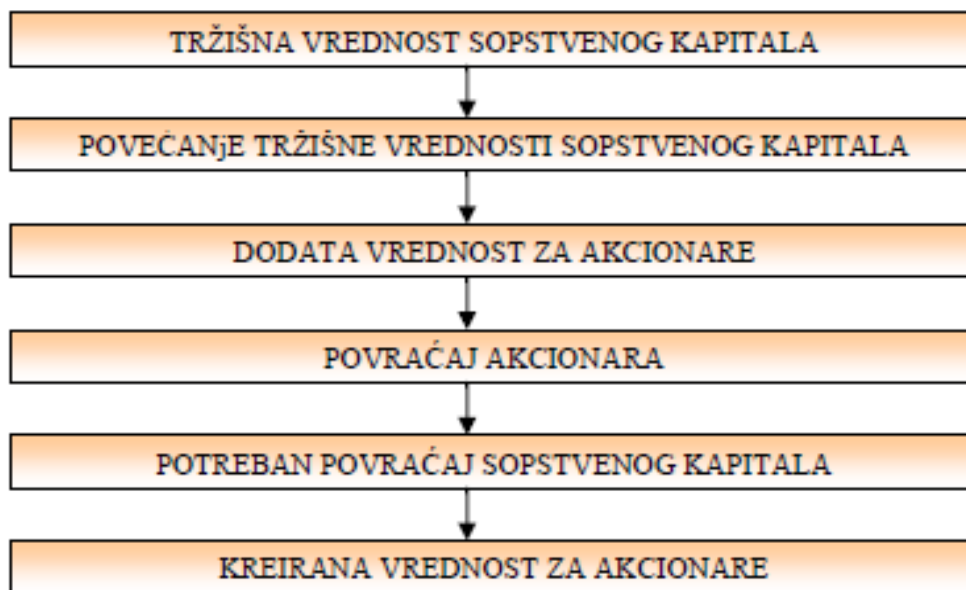 TRŽIŠNA VREDNOST SOPSTVENOG KAPITALA
POVEĆANjE TRŽIŠNE VREDNOSTI SOPSTVENOG KAPITALA
DODATA VREDNOST ZA AKCIONARE
POVRAĆAJ AKCIONARA
POTREBAN POVRAĆAJ SOPSTVENOG KAPITALA
KREIRANA VREDNOST ZA AKCIONARE